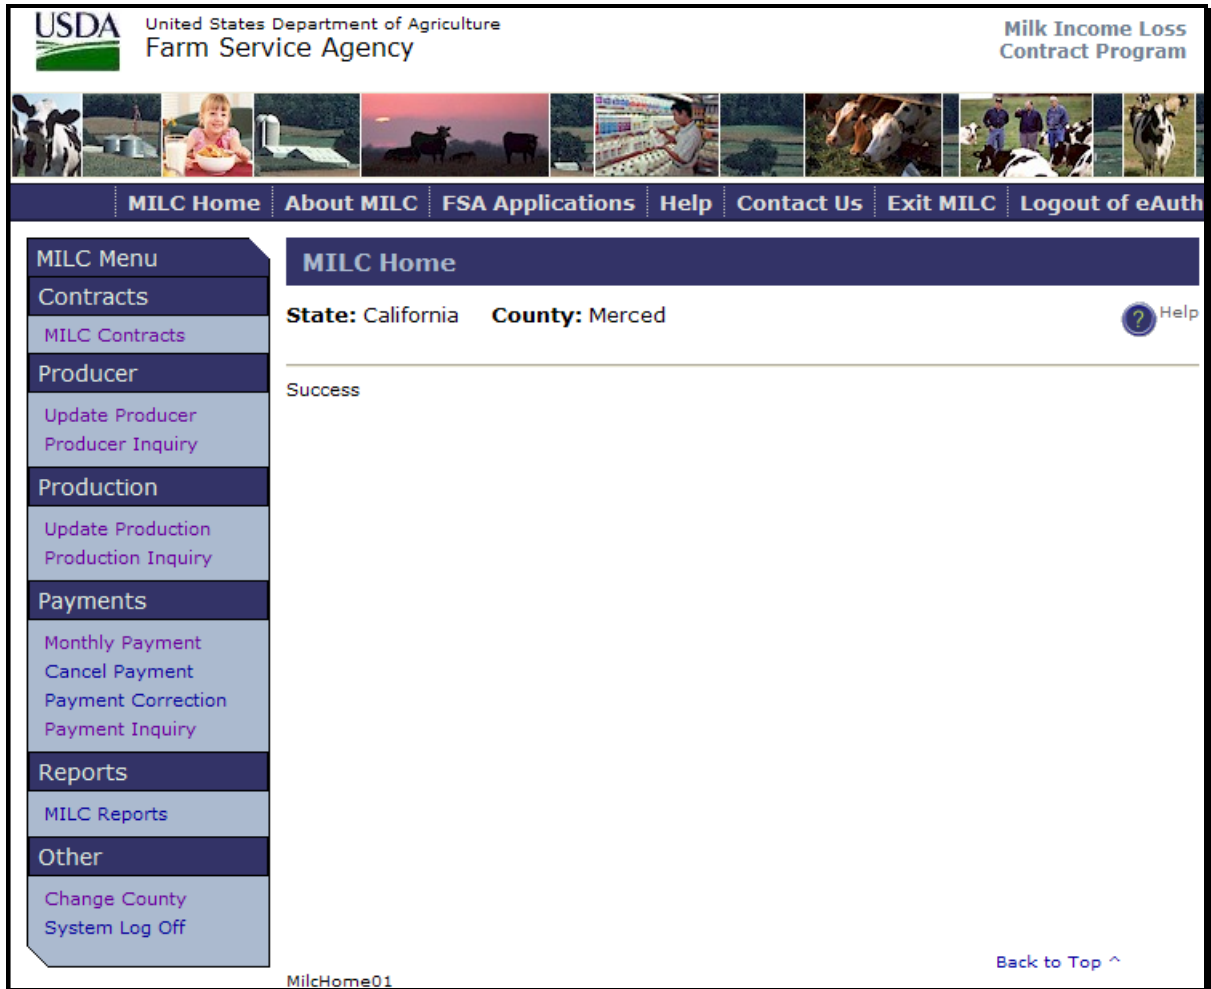 USDA
United States Department of Agriculture
Farm Service Agency
Milk Income Loss
Contract Program
MILC Home About MILC FSA Applications Help Contact Us Exit MILC Logout of eAuth
MILC Menu
Contracts
MILC Contracts
Producer
Update Producer
Producer Inquiry
Production
Update Production
Production Inquiry
Payments
Monthly Payment
Cancel Payment
Payment Correction
Payment Inquiry
Reports
MILC Reports
Other
Change County
System Log Off
MILC Home
State: California County: Merced
? Help
Success
Back to Top ^
MilcHome01